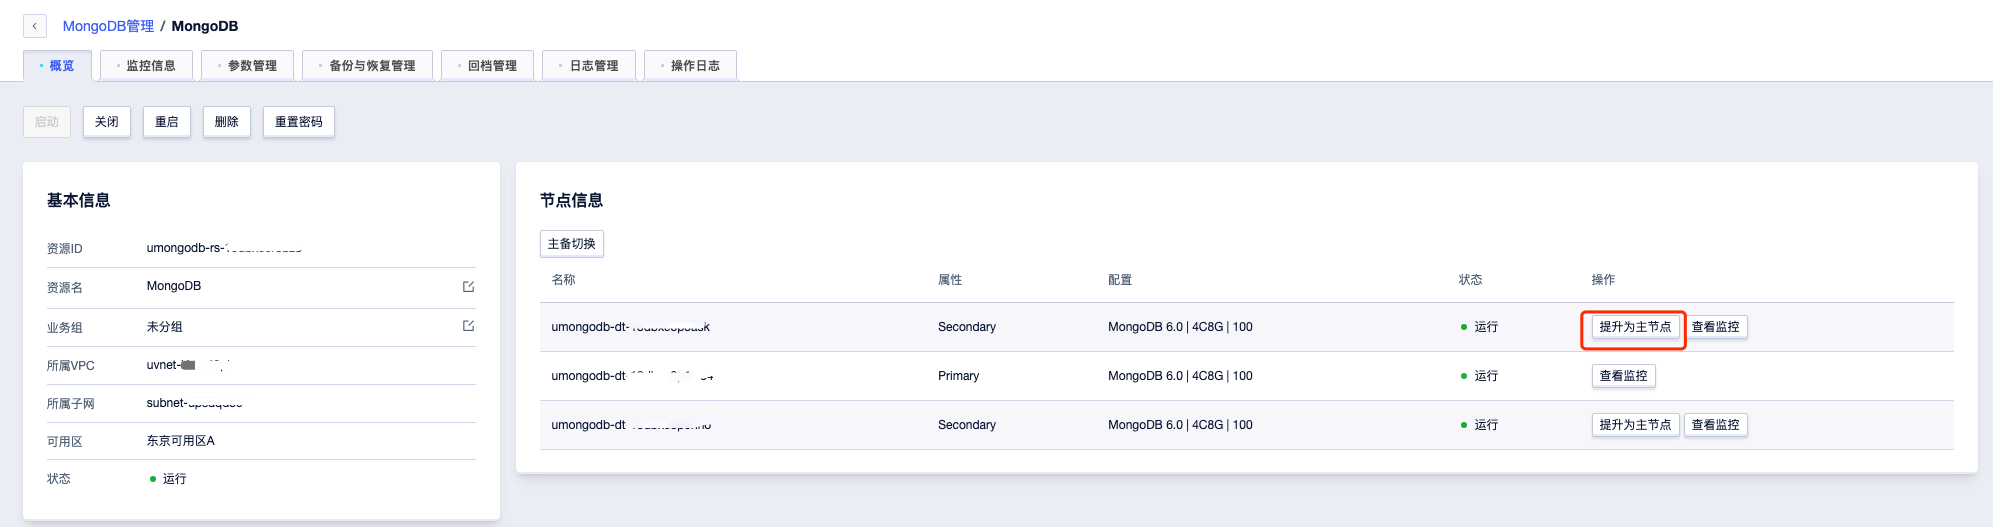 MongoDB管理 / MongoDB
概览 监控信息 参数管理 备份与恢复管理 回档管理 日志管理 操作日志
启动 关闭 重启 删除 重置密码
基本信息
资源ID umongodb-rs-
资源名 MongoDB
业务组 未分组
所属VPC uvnet-
所属子网 subnet-
可用区 东京可用区A
状态 运行
节点信息
主备切换
名称 属性 配置 状态 操作
umongodb-dt- Secondary MongoDB 6.0 | 4C8G | 100 运行 提升为主节点 查看监控
umongodb-dt- Primary MongoDB 6.0 | 4C8G | 100 运行 查看监控
umongodb-dt- Secondary MongoDB 6.0 | 4C8G | 100 运行 提升为主节点 查看监控